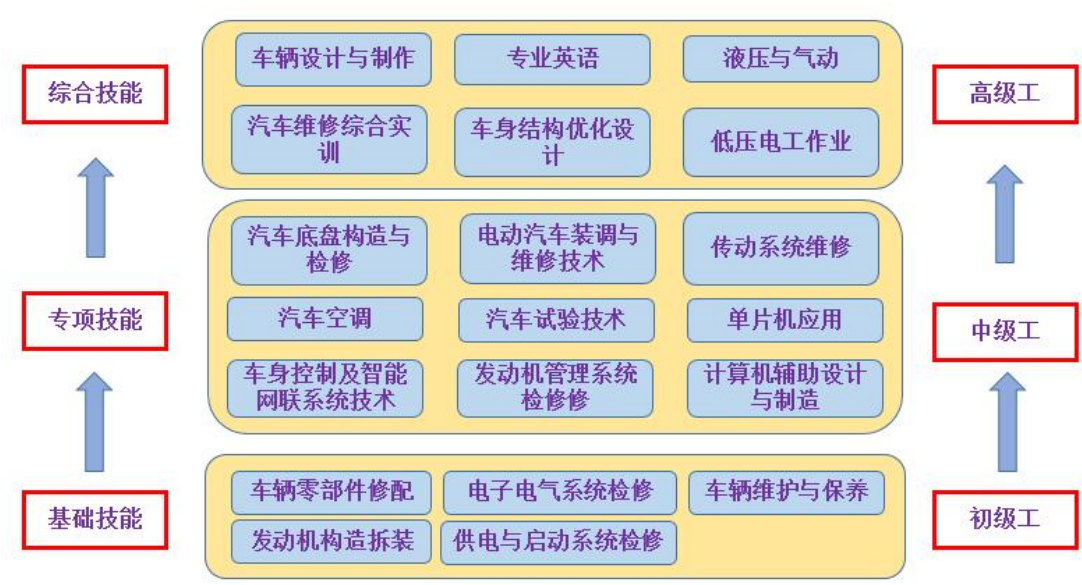 车辆设计与制作
专业英语
液压与气动
综合技能
高级工
汽车维修综合实
训
车身结构优化设
计
低压电工作业
汽车底盘构造与
检修
电动汽车装调与
维修技术
传动系统维修
专项技能
汽车空调
汽车试验技术
单片机应用
中级工
车身控制及智能
网联系统技术
发动机管理系统
检修修
计算机辅助设计
与制造
车辆零部件修配
电子电气系统检修
车辆维护与保养
基础技能
初级工
发动机构造拆装
供电与启动系统检修